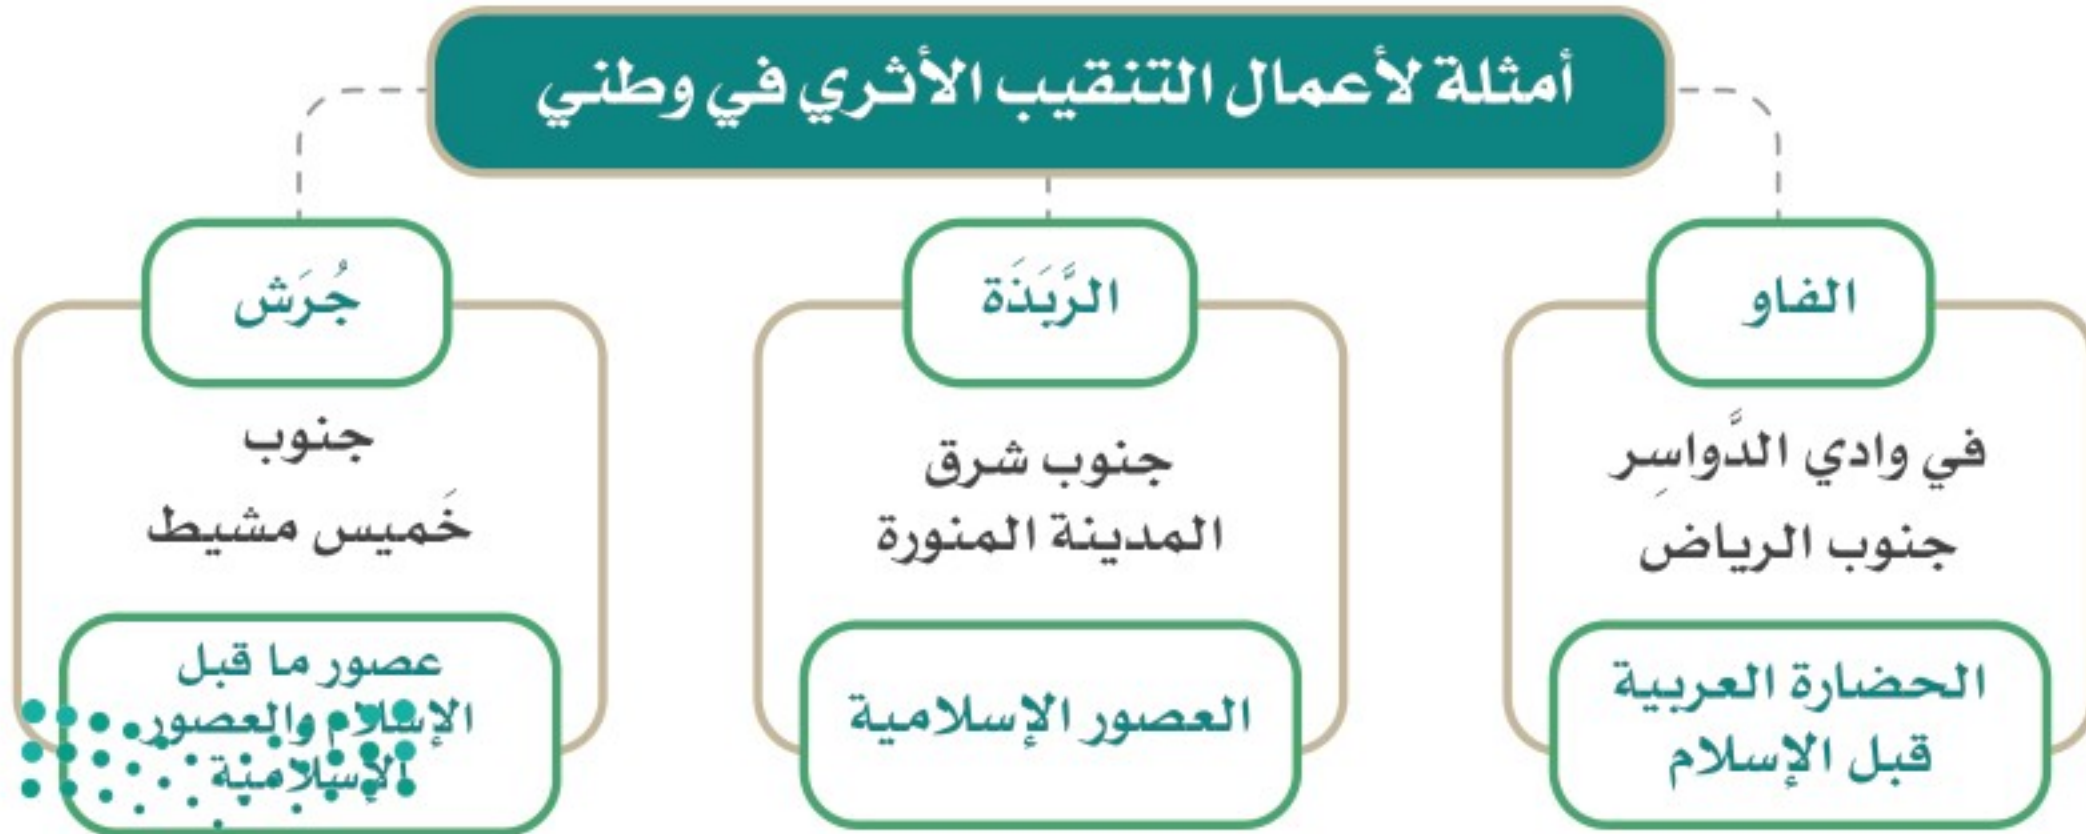 أمثلة لأعمال التنقيب الأثري في وطني
الفاو
في وادي الدَّواسِر
جنوب الرياض
الحضارة العربية
قبل الإسلام
الرَّبَذَة
جنوب شرق
المدينة المنورة
العصور الإسلامية
جُرَش
جنوب
خَميس مشيط
عصور ما قبل
الإسلام والعصور
الإسلامية